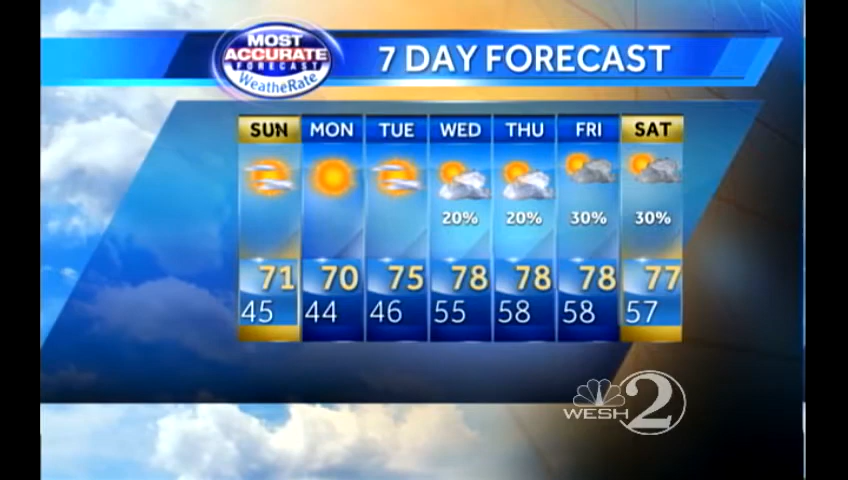 MOST
ACCURATE
FORECAST
WeatheRate
7 DAY FORECAST
SUN MON TUE WED THU FRI SAT
20% 20% 30% 30%
71 70 75 78 78 78 77
45 44 46 55 58 58 57
WESH 2